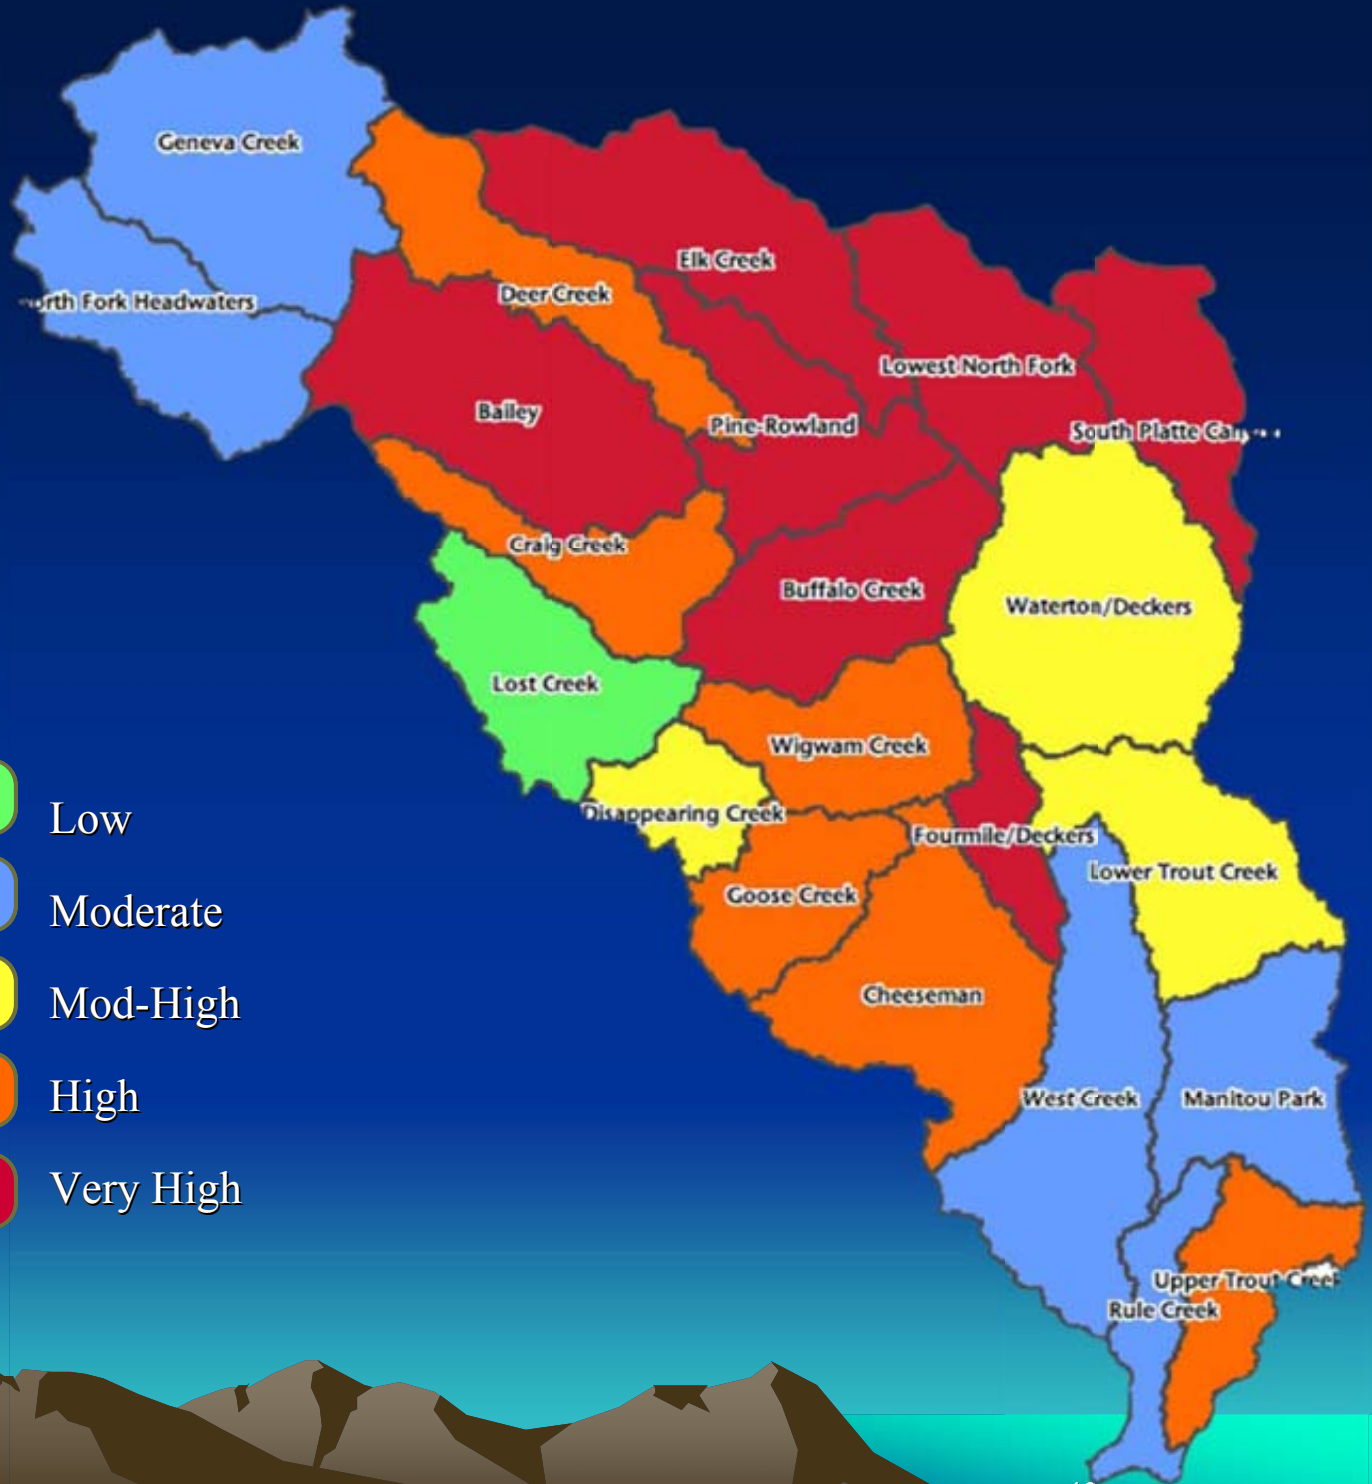 Geneva Creek
Elk Creek
Deer Creek
Fork Headwaters
Lowest North Fork
Bailey
Pine-Rowland
South Platte
Craig Creek
Buffalo Creek
Waterton/Deckers
Lost Creek
Wigwam Creek
Disappearing Creek
Fourmile/Deckers
Lower Trout Creek
Goose Creek
Cheeseman
West Creek
Manitou Park
Upper Trout Creek
Rule Creek
Low
Moderate
Mod-High
High
Very High